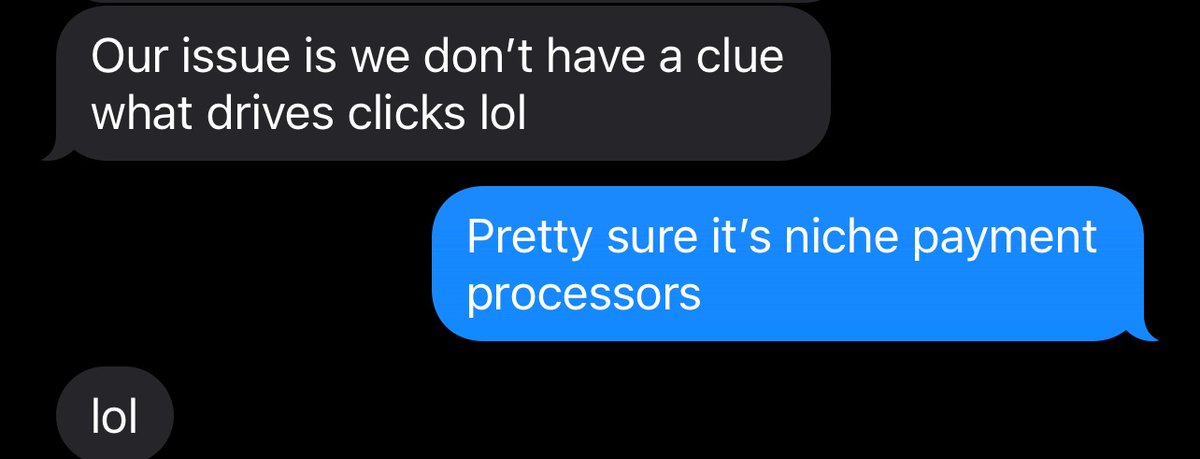 Our issue is we don’t have a clue
what drives clicks lol
Pretty sure it’s niche payment
processors
lol